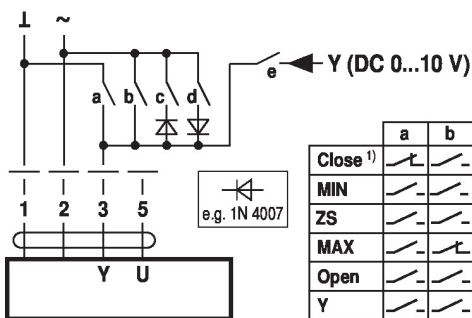 ⊥ ~
e Y (DC 0...10 V)
a b c d
1 2 3 5
e.g. 1N 4007
Y U
a b
Close 1)
MIN
ZS
MAX
Open
Y